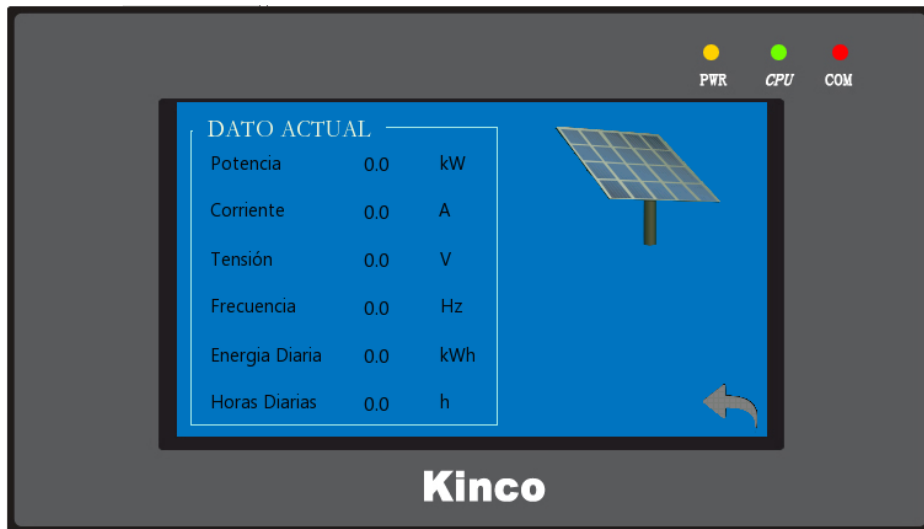 PWR CPU COM
DATO ACTUAL
Potencia 0.0 kW
Corriente 0.0 A
Tensión 0.0 V
Frecuencia 0.0 Hz
Energia Diaria 0.0 kWh
Horas Diarias 0.0 h
Kinco